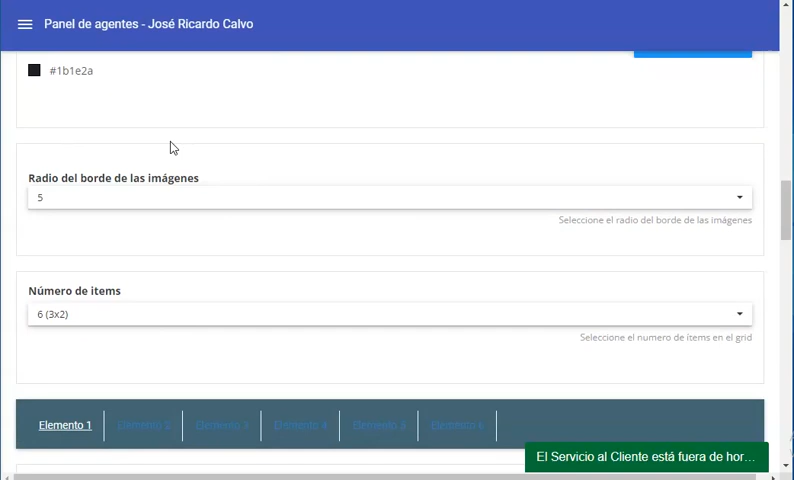 Panel de agentes - José Ricardo Calvo
#1b1e2a
Radio del borde de las imágenes
5
Seleccione el radio del borde de las imágenes
Número de items
6 (3x2)
Seleccione el numero de ítems en el grid
Elemento 1
Elemento 2
Elemento 3
Elemento 4
Elemento 5
Elemento 6
El Servicio al Cliente está fuera de hor...